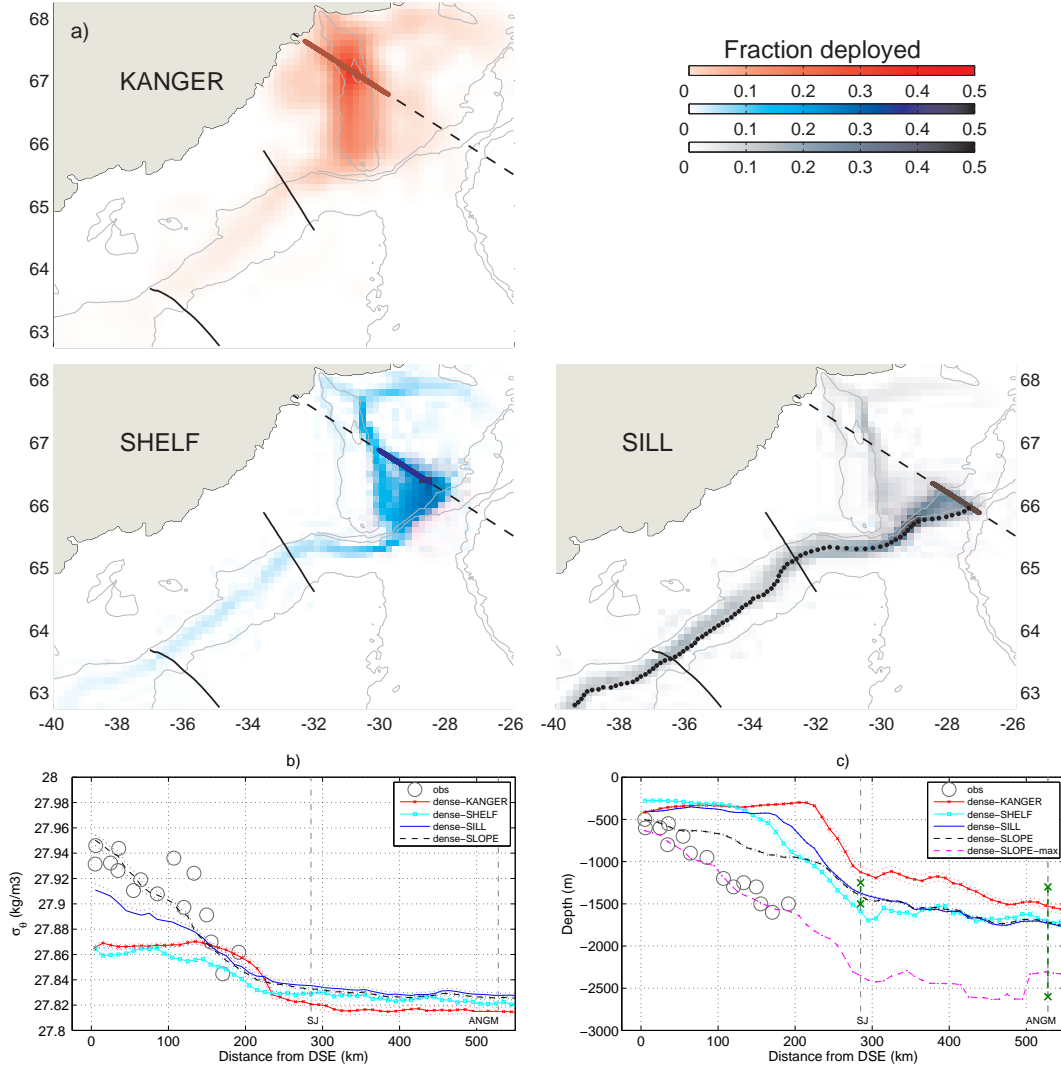 a)
68
67
66
65
64
63
KANGER
Fraction deployed
0 0.1 0.2 0.3 0.4 0.5
0 0.1 0.2 0.3 0.4 0.5
0 0.1 0.2 0.3 0.4 0.5
68
67
66
65
64
63
SHELF
-40 -38 -36 -34 -32 -30 -28 -26
SILL
68
67
66
65
64
63
-40 -38 -36 -34 -32 -30 -28 -26
b)
28
27.98
27.96
27.94
27.92
27.9
27.88
27.86
27.84
27.82
27.8
σθ (kg/m3)
obs
dense-KANGER
dense-SHELF
dense-SILL
dense-SLOPE
SJ
ANGM
0 100 200 300 400 500
Distance from DSE (km)
c)
0
−500
−1000
−1500
−2000
−2500
−3000
Depth (m)
obs
dense-KANGER
dense-SHELF
dense-SILL
dense-SLOPE
dense-SLOPE-max
SJ
ANGM
0 100 200 300 400 500
Distance from DSE (km)